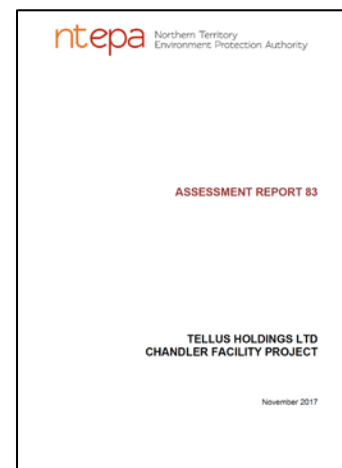 ntepa
Northern Territory
Environment Protection Authority
ASSESSMENT REPORT 83
TELLUS HOLDINGS LTD
CHANDLER FACILITY PROJECT
November 2017